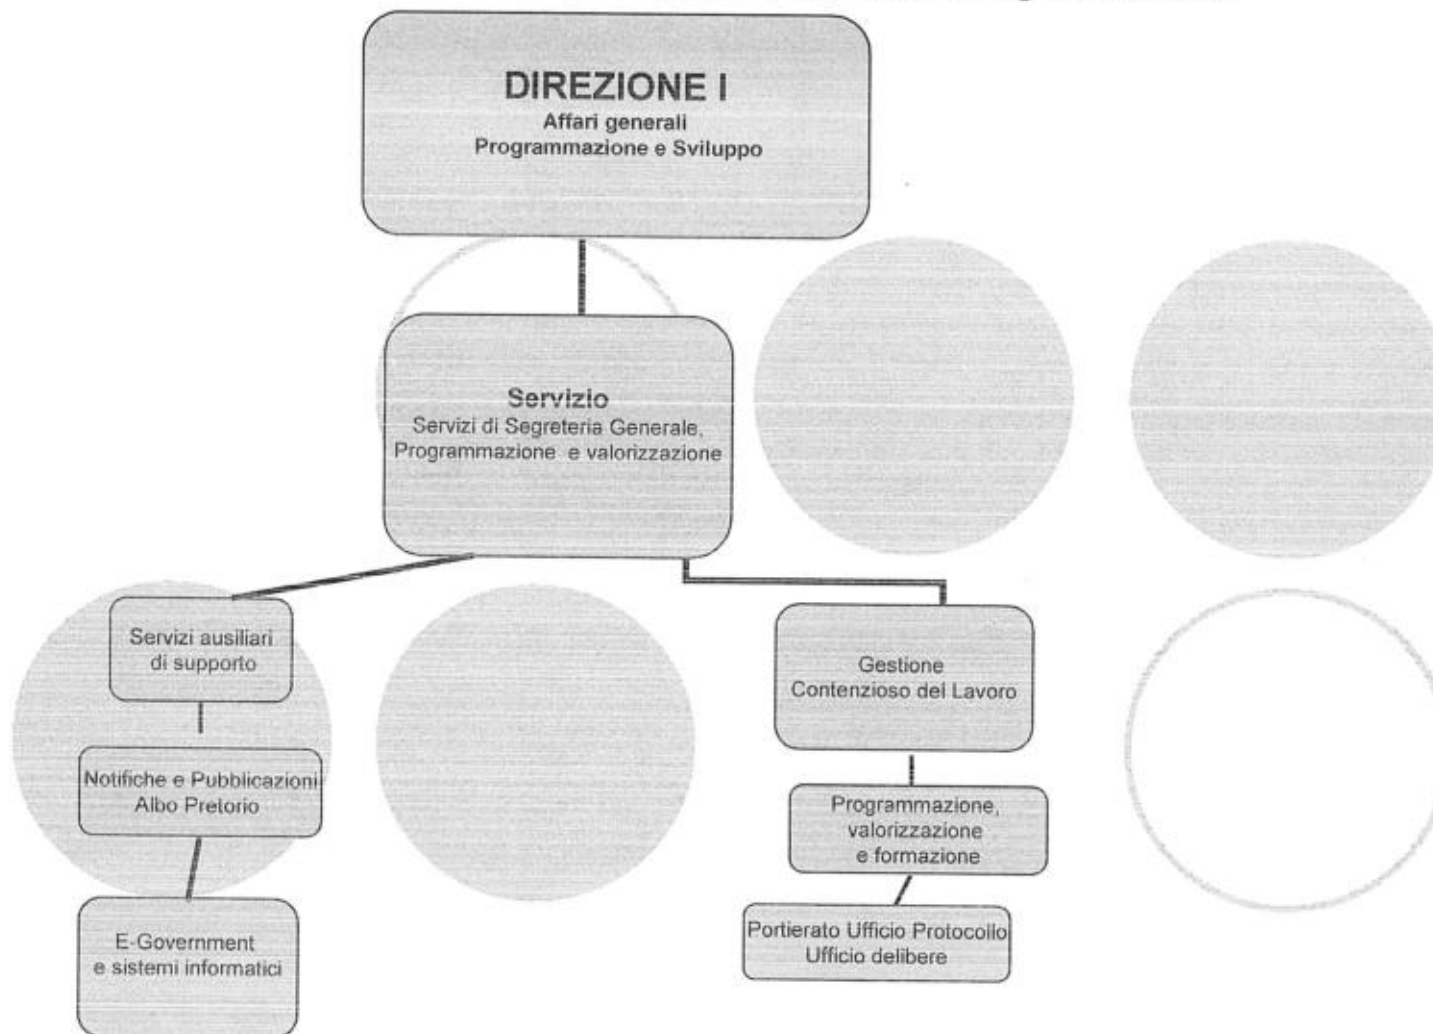 DIREZIONE I
Affari generali
Programmazione e Sviluppo
Servizio
Servizi di Segreteria Generale,
Programmazione e valorizzazione
Servizi ausiliari
di supporto
Notifiche e Pubblicazioni
Albo Pretorio
E-Government
e sistemi informatici
Gestione
Contenzioso del Lavoro
Programmazione,
valorizzazione
e formazione
Portierato Ufficio Protocollo
Ufficio delibere